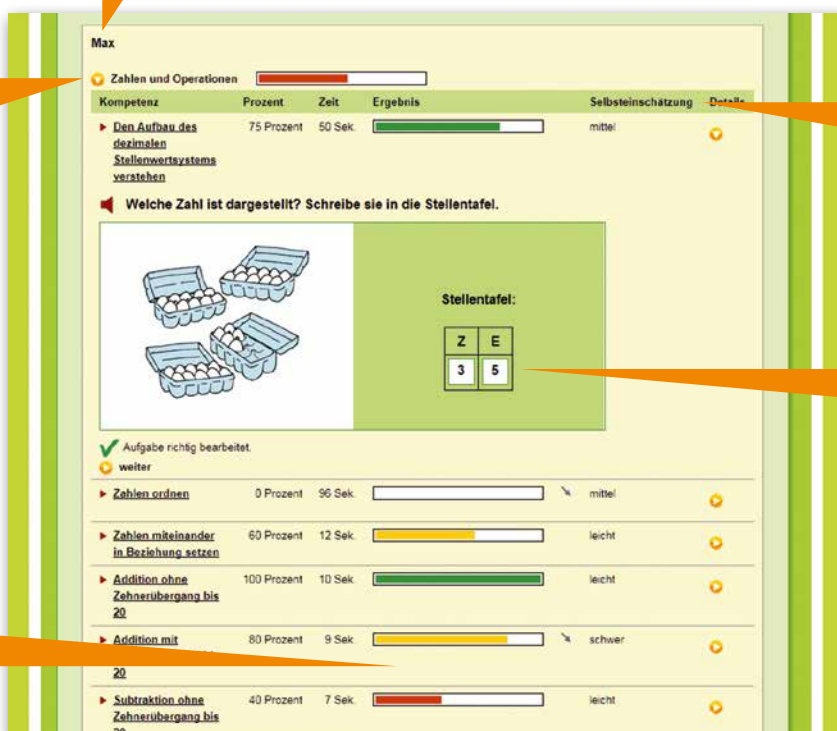 Max
Zahlen und Operationen
Kompetenz Prozent Zeit Ergebnis Selbsteinschätzung Details
Den Aufbau des 75 Prozent 50 Sek. mittel
dezimalen
Stellenwertsystems
verstehen
Welche Zahl ist dargestellt? Schreibe sie in die Stellentafel.
Stellentafel:
Z E
3 5
Aufgabe richtig bearbeitet.
weiter
Zahlen ordnen 0 Prozent 96 Sek. mittel
Zahlen miteinander 60 Prozent 12 Sek. leicht
in Beziehung setzen
Addition ohne 100 Prozent 10 Sek. leicht
Zehnerübergang bis
20
Addition mit 80 Prozent 9 Sek. schwer
20
Subtraktion ohne 40 Prozent 7 Sek. leicht
Zehnerübergang bis